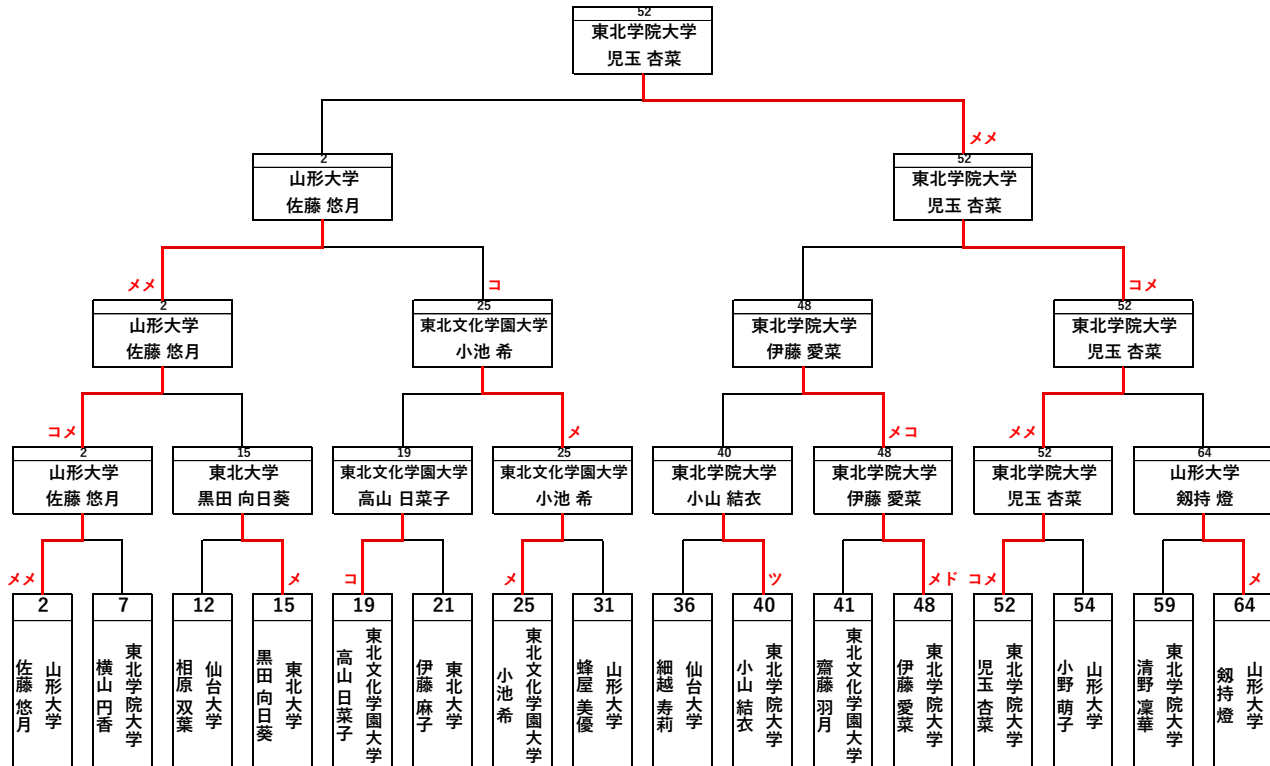 52
東北学院大学
児玉 杏菜
メメ
2
山形大学
佐藤 悠月
52
東北学院大学
児玉 杏菜
メメ
コ
コメ
2
山形大学
佐藤 悠月
25
東北文化学園大学
小池 希
48
東北学院大学
伊藤 愛菜
52
東北学院大学
児玉 杏菜
コメ
メ
メコ
メメ
2
山形大学
佐藤 悠月
15
東北大学
黒田 向日葵
19
東北文化学園大学
高山 日菜子
25
東北文化学園大学
小池 希
40
東北学院大学
小山 結衣
48
東北学院大学
伊藤 愛菜
52
東北学院大学
児玉 杏菜
64
山形大学
剱持 燈
メメ
メ
コ
メ
ツ
メド
コメ
メ
2
山形大学
佐藤 悠月
7
東北学院大学
横山 円香
12
仙台大学
相原 双葉
15
東北大学
黒田 向日葵
19
東北文化学園大学
高山 日菜子
21
東北大学
伊藤 麻子
25
東北文化学園大学
小池 希
31
山形大学
蜂屋 美優
36
仙台大学
細越 寿莉
40
東北学院大学
小山 結衣
41
東北文化学園大学
齋藤 羽月
48
東北学院大学
伊藤 愛菜
52
東北学院大学
児玉 杏菜
54
山形大学
小野 萌子
59
東北学院大学
清野 凜華
64
山形大学
剱持 燈